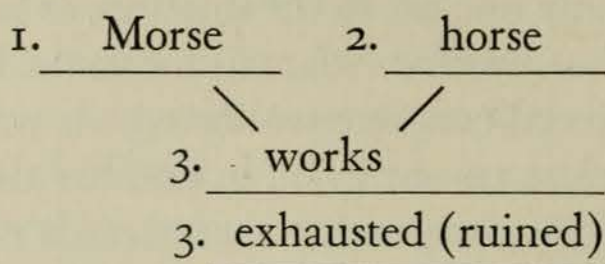 1. Morse 2. horse
3. works
3. exhausted (ruined)